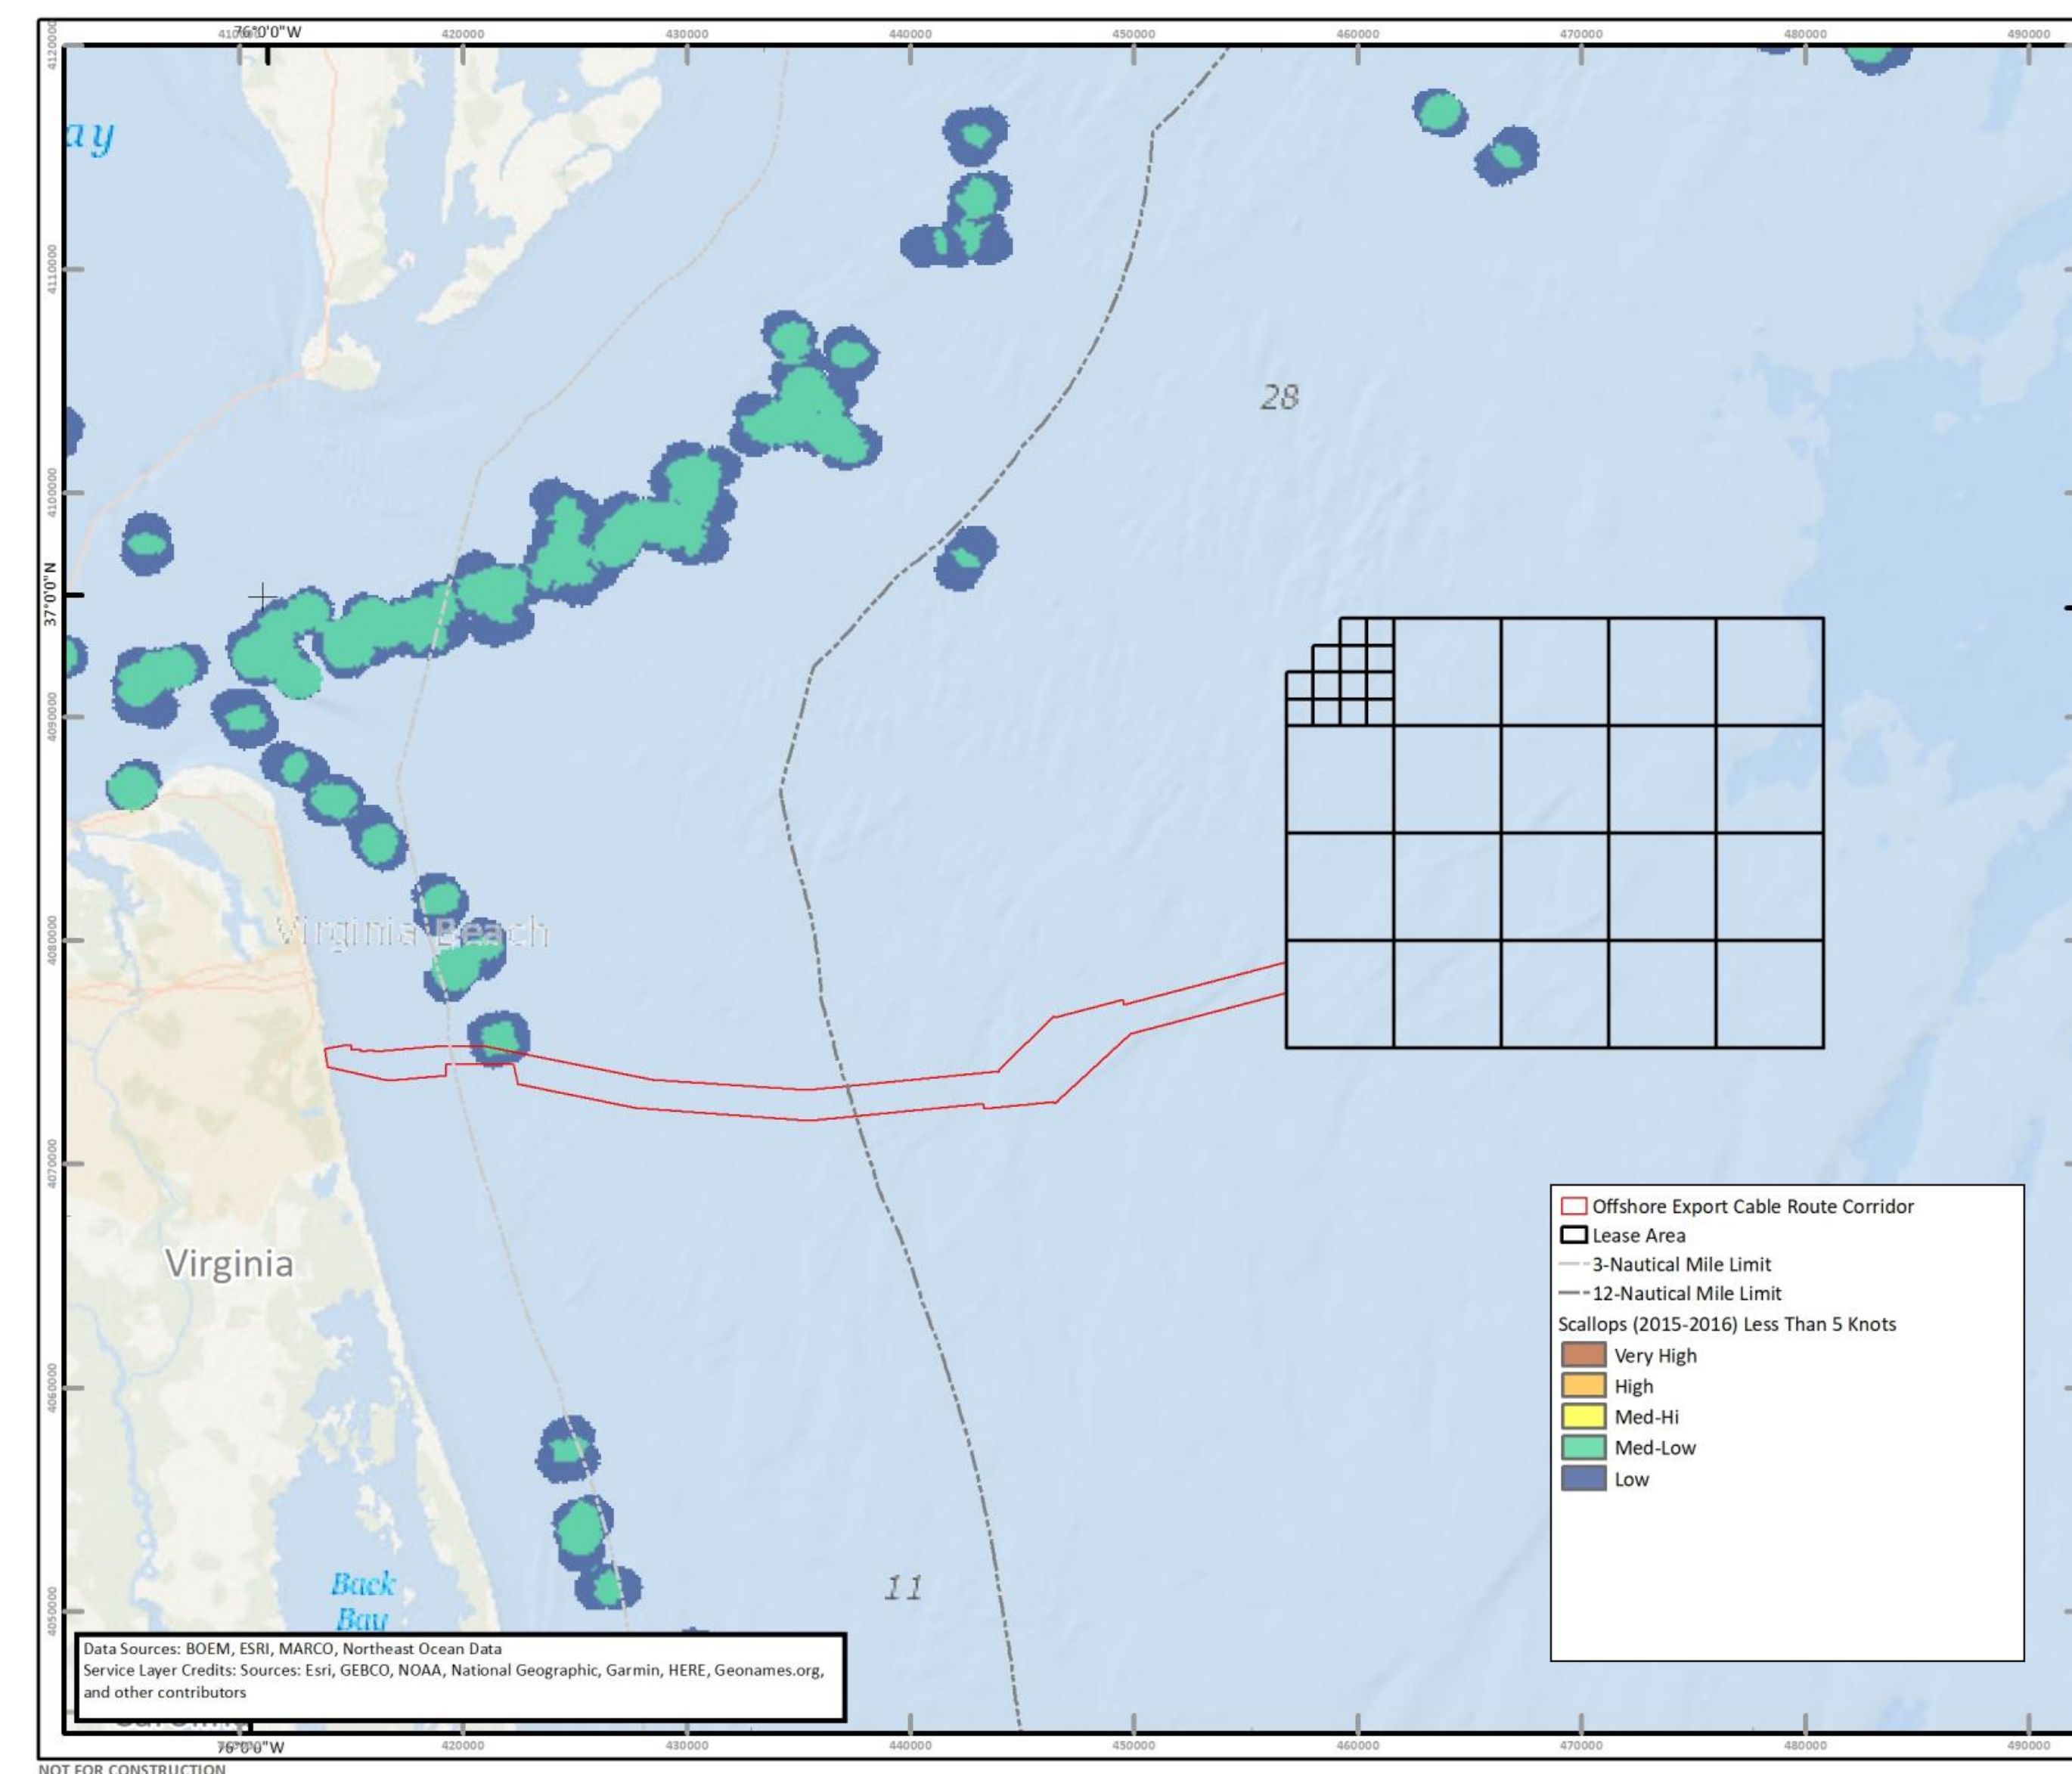 76°0'0"W
420000 430000 440000 450000 460000 470000 480000 490000
4120000
ay
4110000
28
4100000
37°0'0"N
4090000
Virginia Beach
4080000
4070000
Virginia
Offshore Export Cable Route Corridor
Lease Area
3-Nautical Mile Limit
12-Nautical Mile Limit
Scallops (2015-2016) Less Than 5 Knots
Very High
High
Med-Hi
Med-Low
Low
4060000
Back
Bay
11
4050000
Data Sources: BOEM, ESRI, MARCO, Northeast Ocean Data
Service Layer Credits: Sources: Esri, GEBCO, NOAA, National Geographic, Garmin, HERE, Geonames.org,
and other contributors
76°0'0"W
420000 430000 440000 450000 460000 470000 480000 490000
NOT FOR CONSTRUCTION